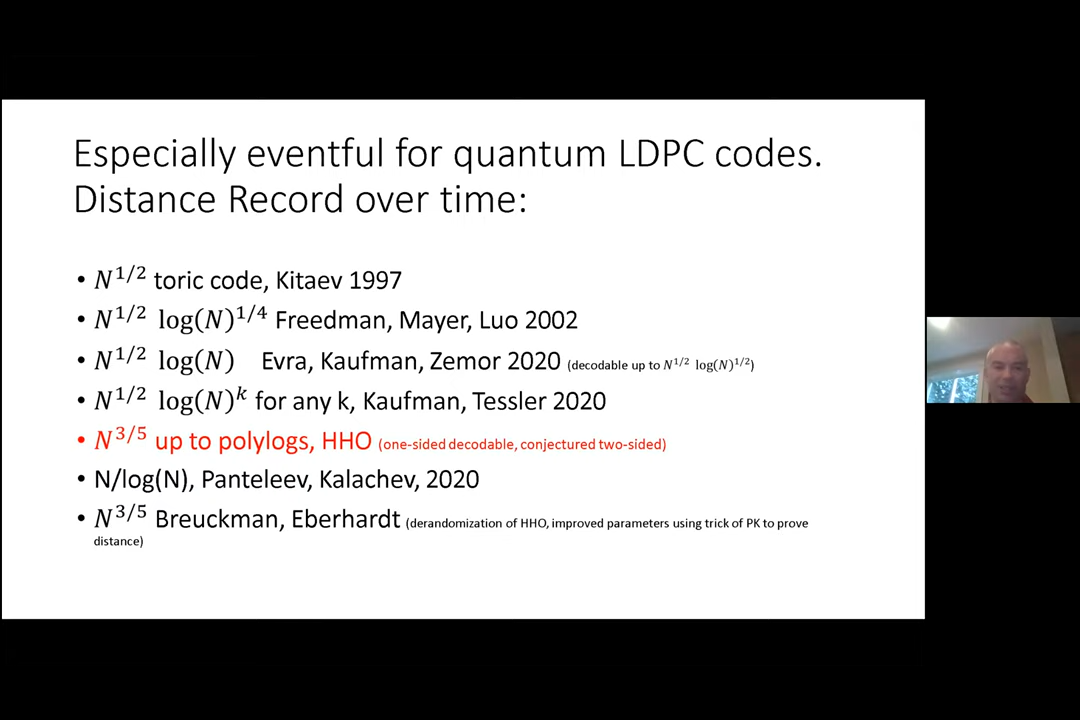 Especially eventful for quantum LDPC codes.
Distance Record over time:
• N^{1/2} toric code, Kitaev 1997
• N^{1/2} log(N)^{1/4} Freedman, Mayer, Luo 2002
• N^{1/2} log(N) Evra, Kaufman, Zemor 2020 (decodable up to N^{1/2} log(N)^{1/2})
• N^{1/2} log(N)^k for any k, Kaufman, Tessler 2020
• N^{3/5} up to polylogs, HHO (one-sided decodable, conjectured two-sided)
• N/log(N), Panteleev, Kalachev, 2020
• N^{3/5} Breuckman, Eberhardt (derandomization of HHO, improved parameters using trick of PK to prove
distance)